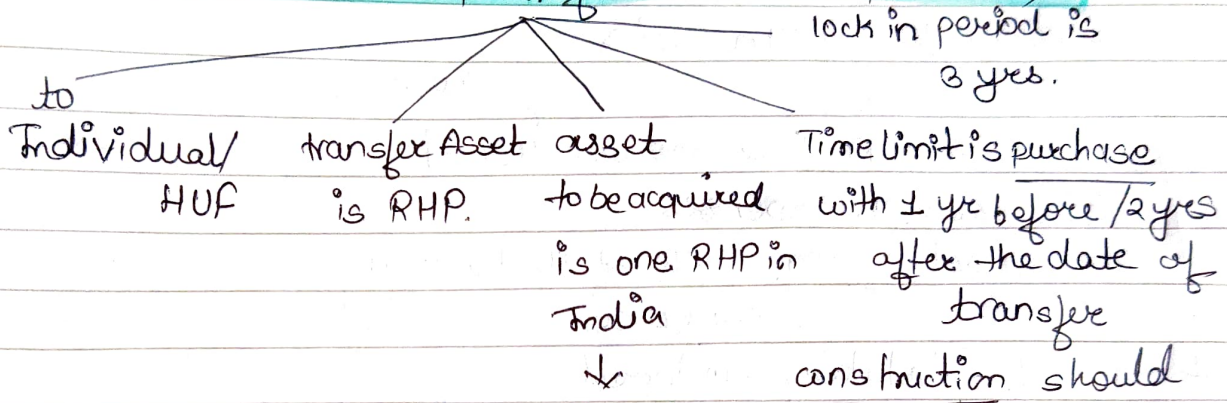 lock in period is
3 yrs.
to
Individual/
HUF
transfer Asset
is RHP.
asset
to be acquired
is one RHP in
India
↓
Time limit is purchase
with 1 yr before /2 yrs
after the date of
transfer
construction should